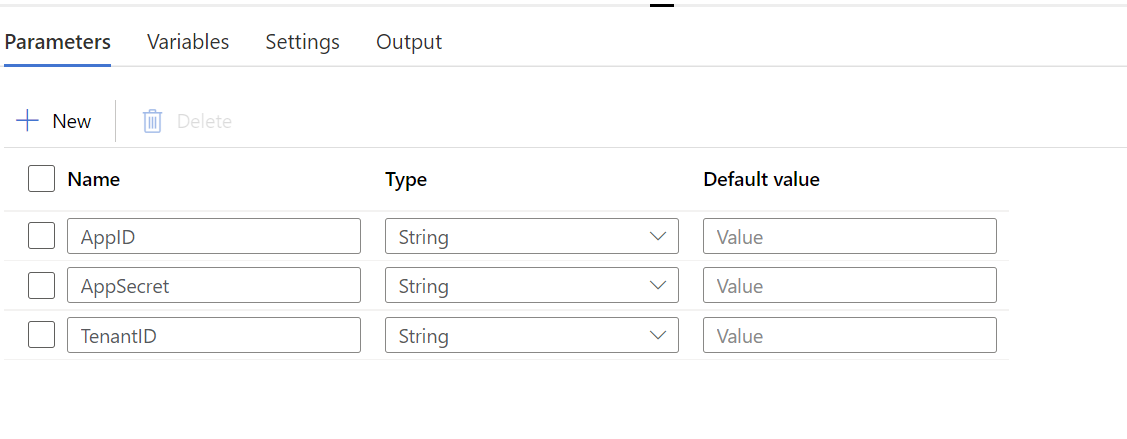 Parameters Variables Settings Output
New Delete
Name Type Default value
AppID String Value
AppSecret String Value
TenantID String Value